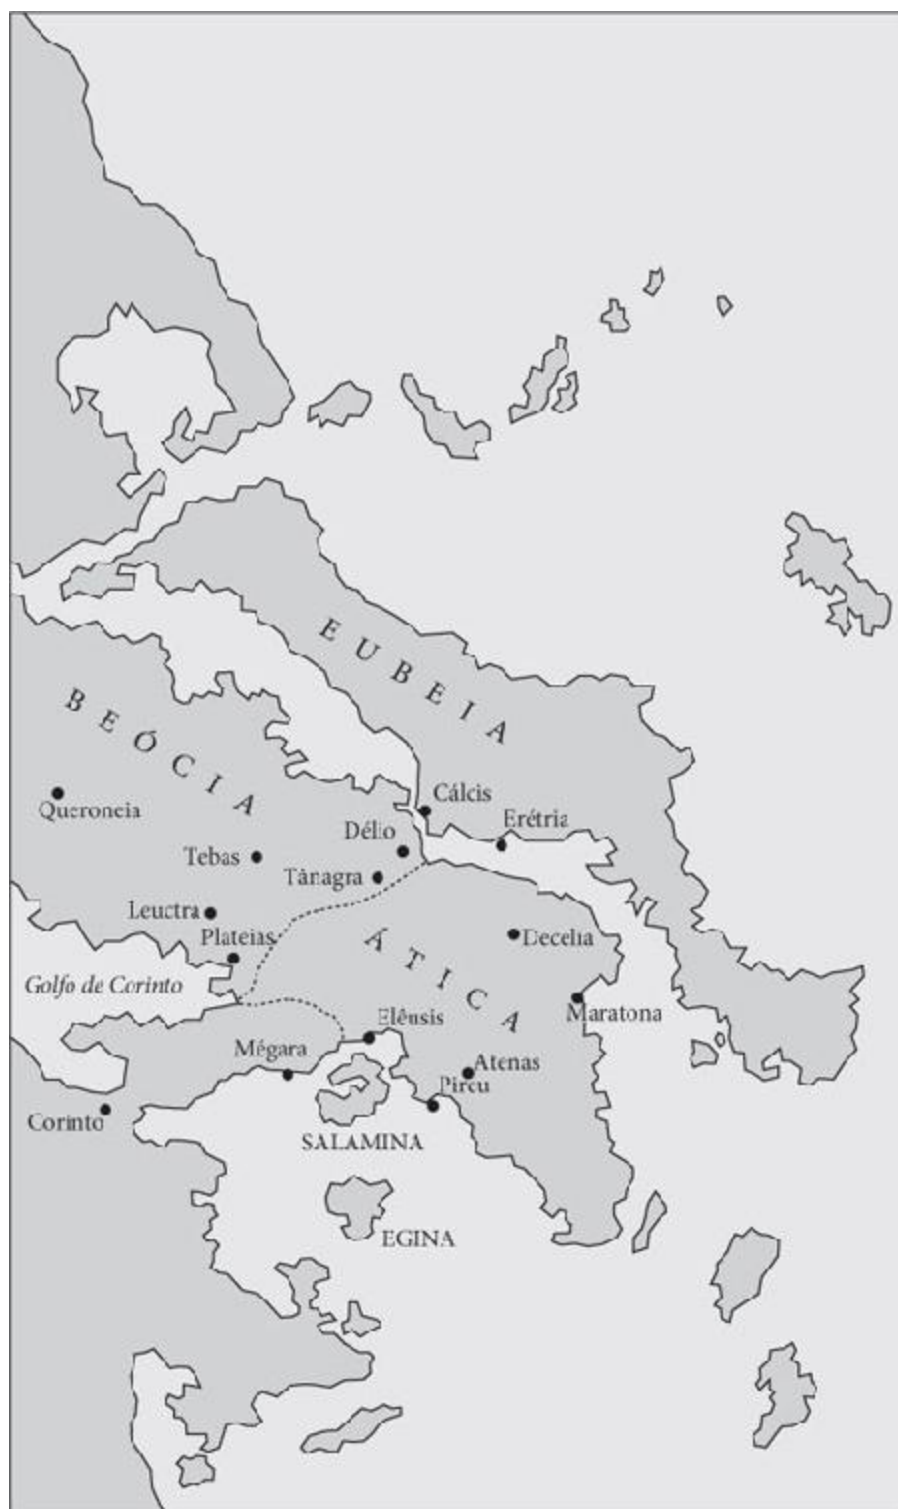 EUBEIA
BEÓCIA
Cálcis
Queroneia
Erétria
Délio
Tebas
Tânagra
Leuctra
Plateias
ÁTICA
Decelia
Golfo de Corinto
Maratona
Elêusis
Mégara
Atenas
Pireu
Corinto
SALAMINA
EGINA